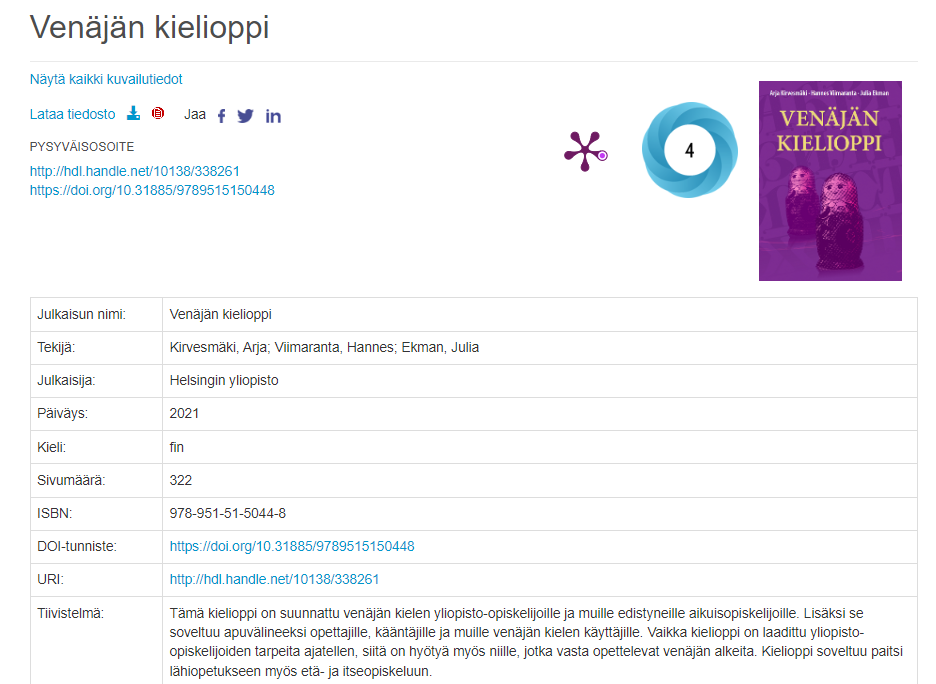 Venäjän kielioppi
Näytä kaikki kuvailutiedot
Lataa tiedosto Jaa
PYSYVÄISOSOITE
http://hdl.handle.net/10138/338261
https://doi.org/10.31885/9789515150448
4
Arja Kirvesmäki - Hannes Viimaranta - Julia Ekman
VENÄJÄN
KIELIOPPI
Julkaisun nimi: Venäjän kielioppi
Tekijä: Kirvesmäki, Arja; Viimaranta, Hannes; Ekman, Julia
Julkaisija: Helsingin yliopisto
Päiväys: 2021
Kieli: fin
Sivumäärä: 322
ISBN: 978-951-51-5044-8
DOI-tunniste: https://doi.org/10.31885/9789515150448
URI: http://hdl.handle.net/10138/338261
Tiivistelmä: Tämä kielioppi on suunnattu venäjän kielen yliopisto-opiskelijoille ja muille edistyneille aikuisopiskelijoille. Lisäksi se
soveltuu apuvälineeksi opettajille, kääntäjille ja muille venäjän kielen käyttäjille. Vaikka kielioppi on laadittu yliopisto-
opiskelijoiden tarpeita ajatellen, siitä on hyötyä myös niille, jotka vasta opettelevat venäjän alkeita. Kielioppi soveltuu paitsi
lähiopetukseen myös etä- ja itseopiskeluun.